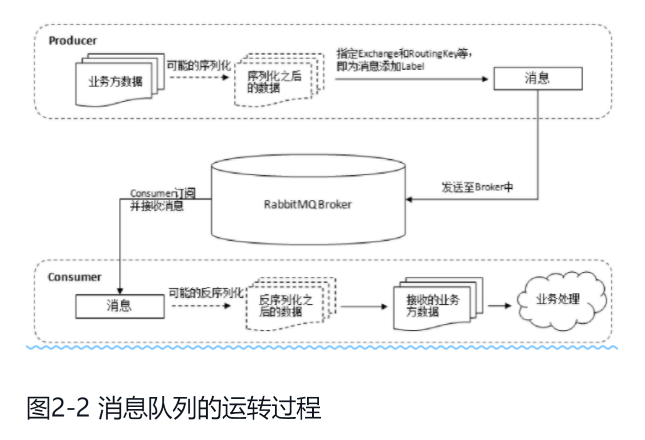 Producer
业务方数据
可能的序列化
序列化之后
的数据
指定Exchange和RoutingKey等,
即为消息添加Label
消息
发送至Broker中
RabbitMQBroker
Consumer订阅
并接收消息
Consumer
消息
可能的反序列化
反序列化之
后的数据
接收的业务
方数据
业务处理
图2-2 消息队列的运转过程